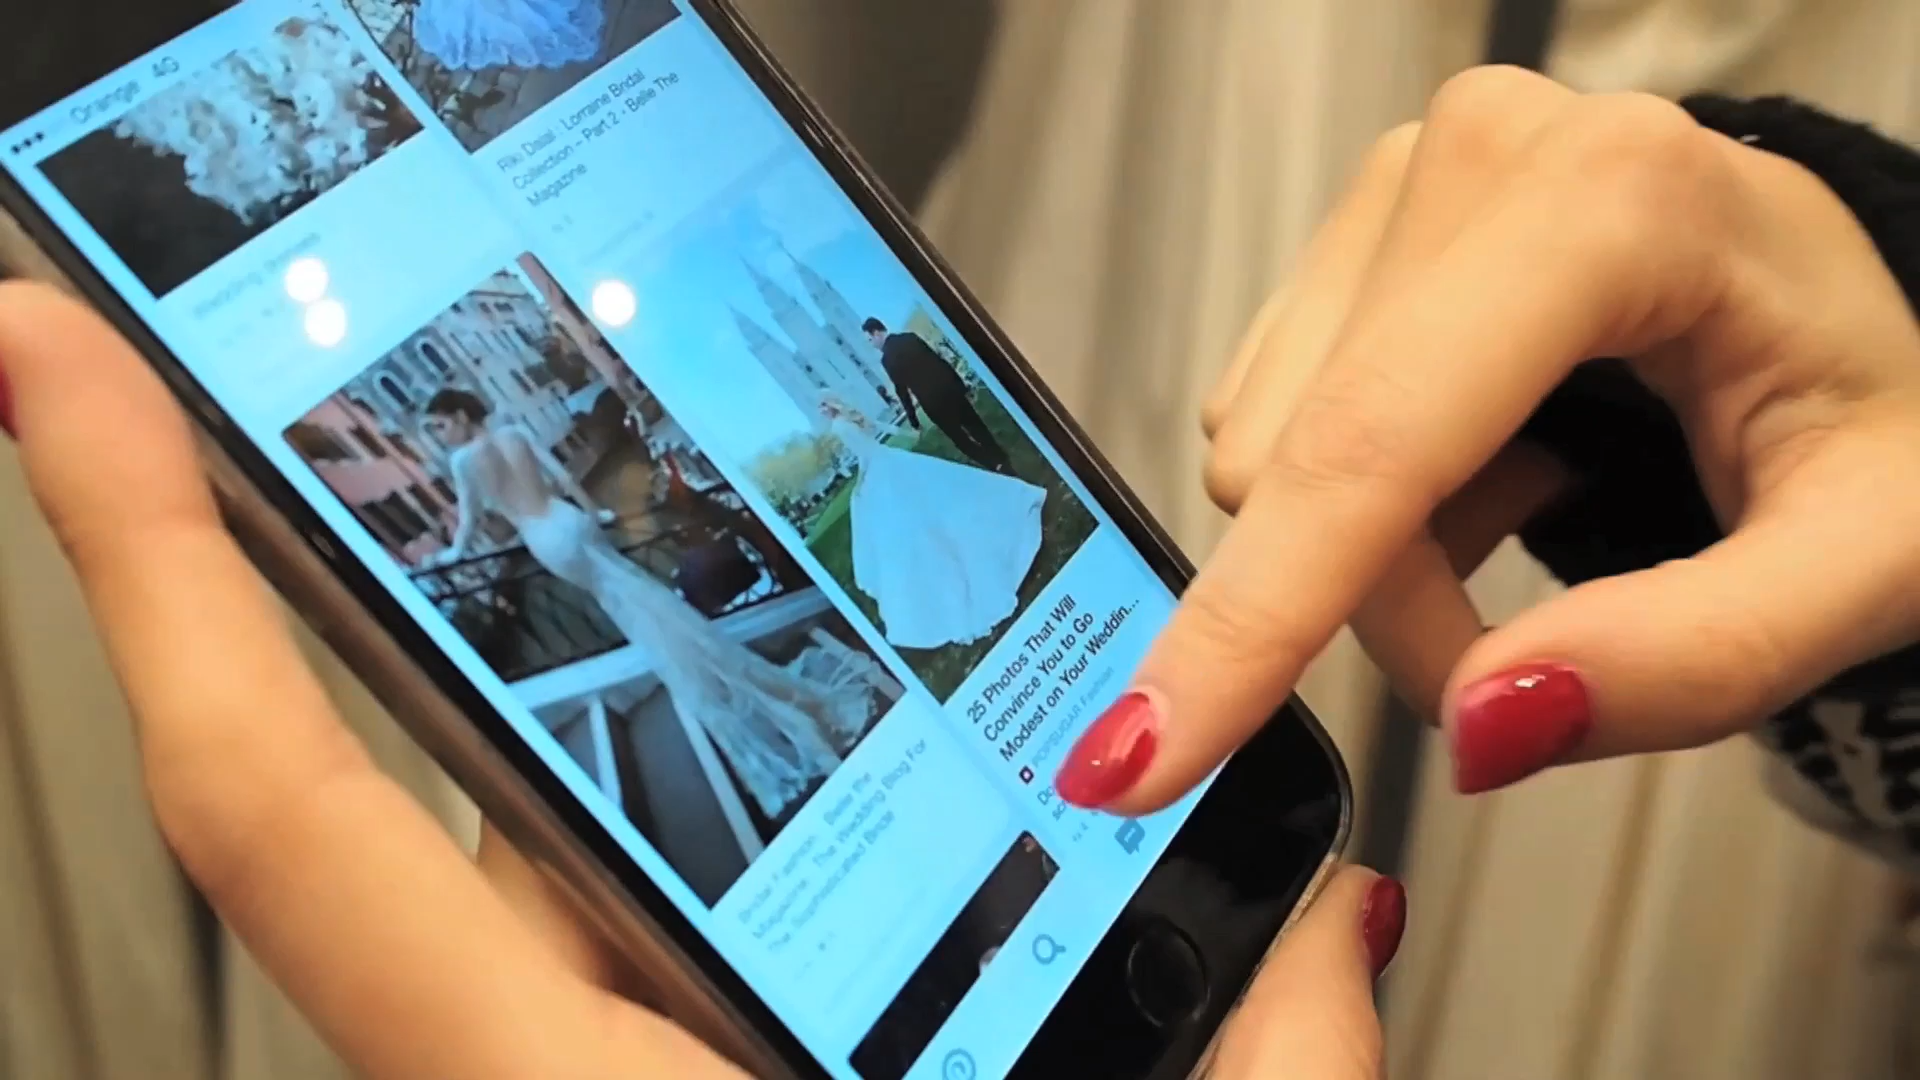 Orange 4G
Wedding
Riki Dalal : Lorraine Bridal
Collection – Part 2 - Belle The
Magazine
25 Photos That Will
Convince You to Go
Modest on Your Weddin...
POPSUGAR Fashion
Bridal Fashion Belle the
Magazine The Wedding Blog For
The Sophisticated Bride